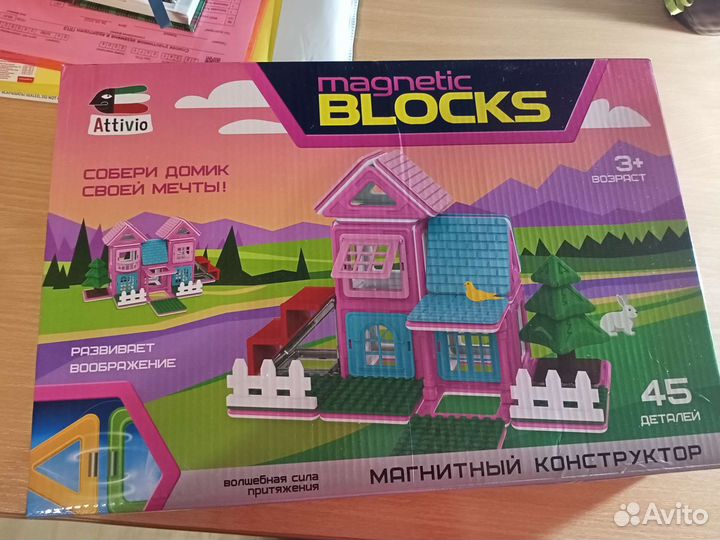 magnetic
BLOCKS
Attivio
СОБЕРИ ДОМИК
СВОЕЙ МЕЧТЫ!
3+
ВОЗРАСТ
РАЗВИВАЕТ
ВООБРАЖЕНИЕ
45
ДЕТАЛЕЙ
ВОЛШЕБНАЯ СИЛА
ПРИТЯЖЕНИЯ
МАГНИТНЫЙ КОНСТРУКТОР
Avito